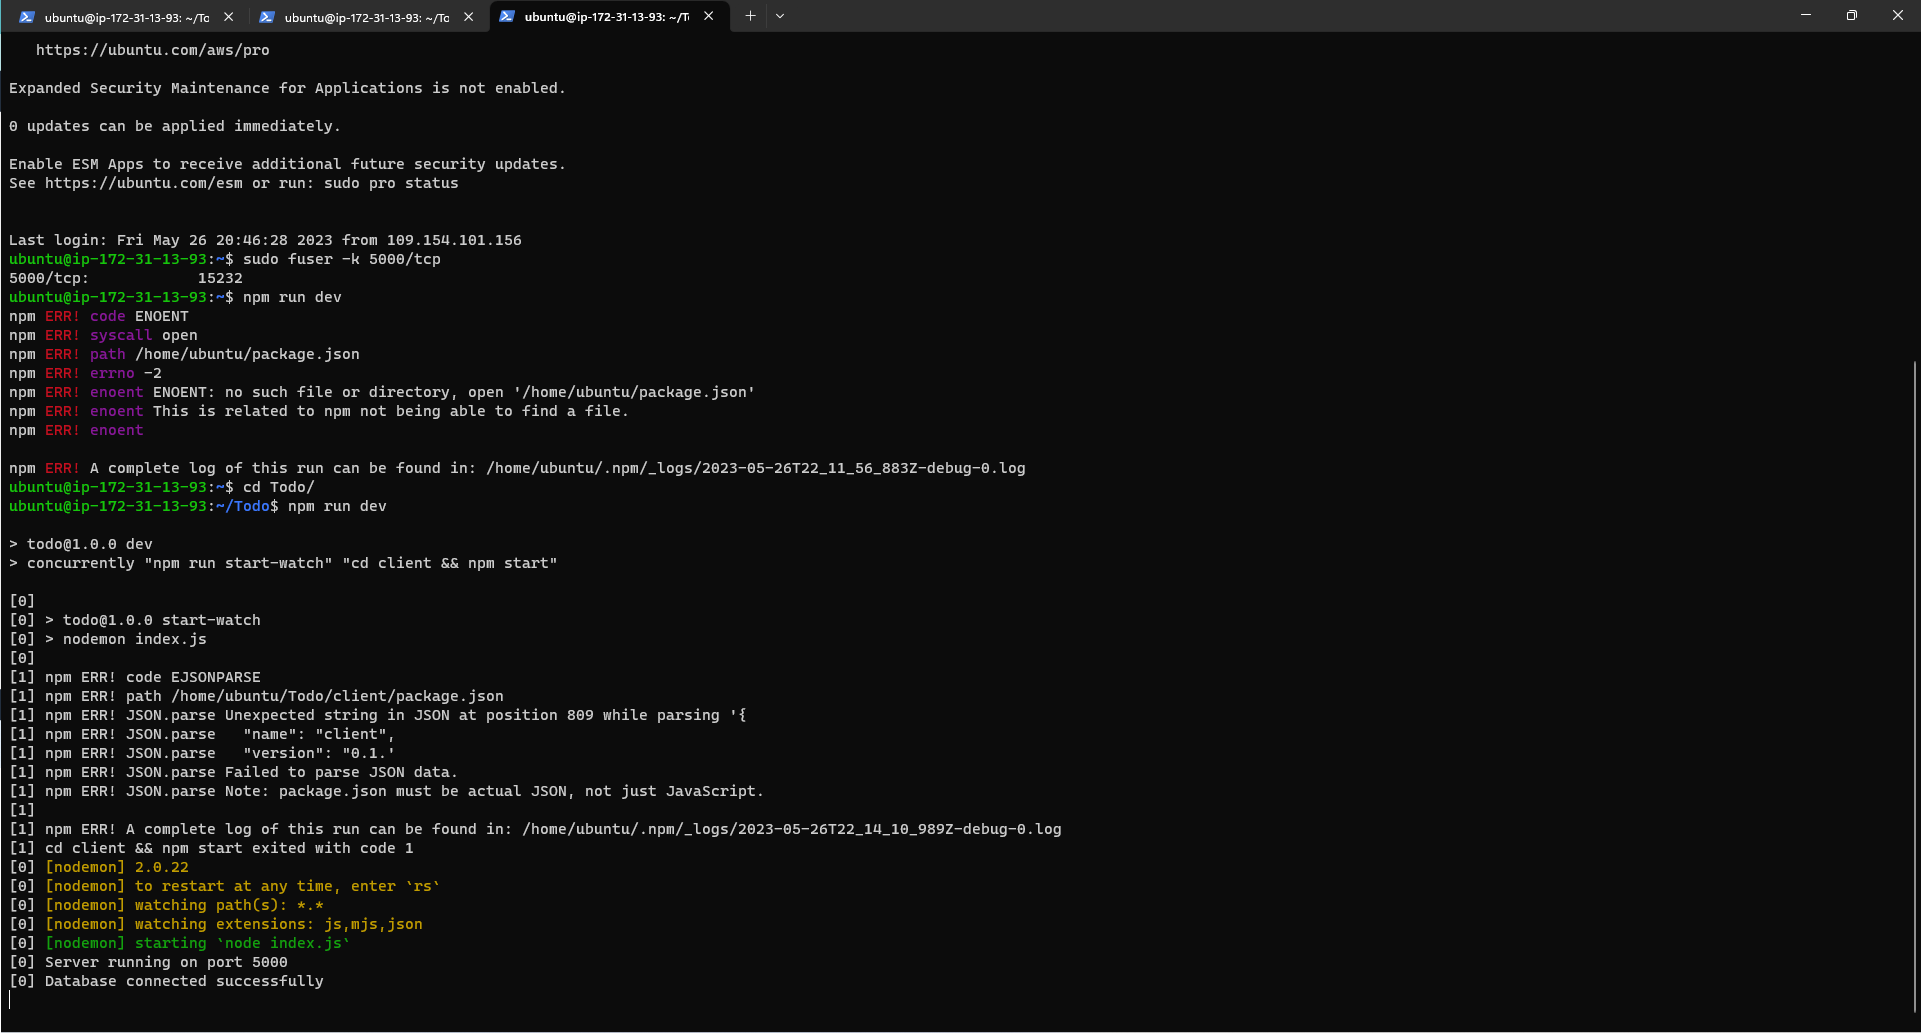 ubuntu@ip-172-31-13-93: ~/To
ubuntu@ip-172-31-13-93: ~/To
ubuntu@ip-172-31-13-93: ~/T
https://ubuntu.com/aws/pro
Expanded Security Maintenance for Applications is not enabled.
0 updates can be applied immediately.
Enable ESM Apps to receive additional future security updates.
See https://ubuntu.com/esm or run: sudo pro status
Last login: Fri May 26 20:46:28 2023 from 109.154.101.156
ubuntu@ip-172-31-13-93:~$ sudo fuser -k 5000/tcp
5000/tcp:            15232
ubuntu@ip-172-31-13-93:~$ npm run dev
npm ERR! code ENOENT
npm ERR! syscall open
npm ERR! path /home/ubuntu/package.json
npm ERR! errno -2
npm ERR! enoent ENOENT: no such file or directory, open '/home/ubuntu/package.json'
npm ERR! enoent This is related to npm not being able to find a file.
npm ERR! enoent
npm ERR! A complete log of this run can be found in: /home/ubuntu/.npm/_logs/2023-05-26T22_11_56_883Z-debug-0.log
ubuntu@ip-172-31-13-93:~$ cd Todo/
ubuntu@ip-172-31-13-93:~/Todo$ npm run dev
> todo@1.0.0 dev
> concurrently "npm run start-watch" "cd client && npm start"
[0]
[0] > todo@1.0.0 start-watch
[0] > nodemon index.js
[0]
[1] npm ERR! code EJSONPARSE
[1] npm ERR! path /home/ubuntu/Todo/client/package.json
[1] npm ERR! JSON.parse Unexpected string in JSON at position 809 while parsing '{
[1] npm ERR! JSON.parse   "name": "client",
[1] npm ERR! JSON.parse   "version": "0.1.'
[1] npm ERR! JSON.parse Failed to parse JSON data.
[1] npm ERR! JSON.parse Note: package.json must be actual JSON, not just JavaScript.
[1]
[1] npm ERR! A complete log of this run can be found in: /home/ubuntu/.npm/_logs/2023-05-26T22_14_10_989Z-debug-0.log
[1] cd client && npm start exited with code 1
[0] [nodemon] 2.0.22
[0] [nodemon] to restart at any time, enter `rs`
[0] [nodemon] watching path(s): *.*
[0] [nodemon] watching extensions: js,mjs,json
[0] [nodemon] starting `node index.js`
[0] Server running on port 5000
[0] Database connected successfully